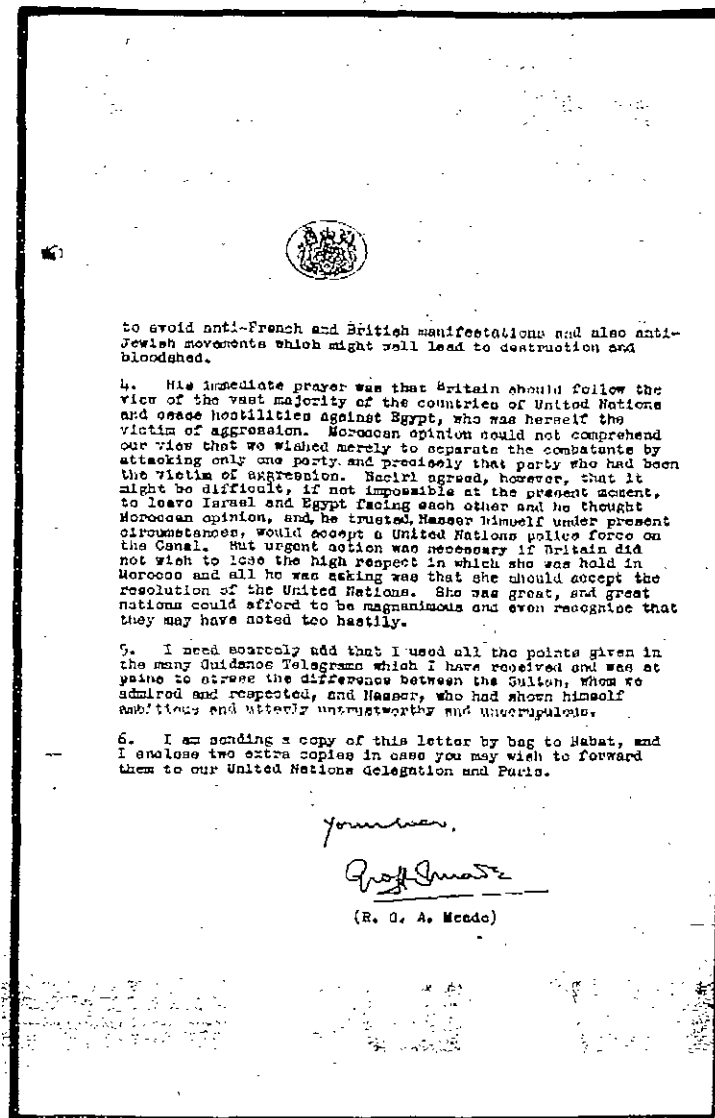 to avoid anti-French and British manifestations and also anti-
Jewish movements which might well lead to destruction and
bloodshed.
4. His immediate prayer was that Britain should follow the
view of the vast majority of the countries of United Nations
and cease hostilities against Egypt, who was herself the
victim of aggression. Moroccan opinion could not comprehend
our view that we wished merely to separate the combatants by
attacking only one party, and precisely that party who had been
the victim of aggression. Naciri agreed, however, that it
might be difficult, if not impossible at the present moment,
to leave Israel and Egypt facing each other and he thought
Moroccan opinion, and, he trusted, Nasser himself under present
circumstances, would accept a United Nations police force on
the Canal. But urgent action was necessary if Britain did
not wish to lose the high respect in which she was held in
Morocco and all he was asking was that she should accept the
resolution of the United Nations. She was great, and great
nations could afford to be magnanimous and even recognise that
they may have acted too hastily.
5. I need scarcely add that I used all the points given in
the many Guidance Telegrams which I have received and was at
pains to stress the difference between the Sultan, whom we
admired and respected, and Nasser, who had shown himself
ambitious and utterly untrustworthy and unscrupulous.
6. I am sending a copy of this letter by bag to Rabat, and
I enclose two extra copies in case you may wish to forward
them to our United Nations delegation and Paris.
(R. G. A. Meade)